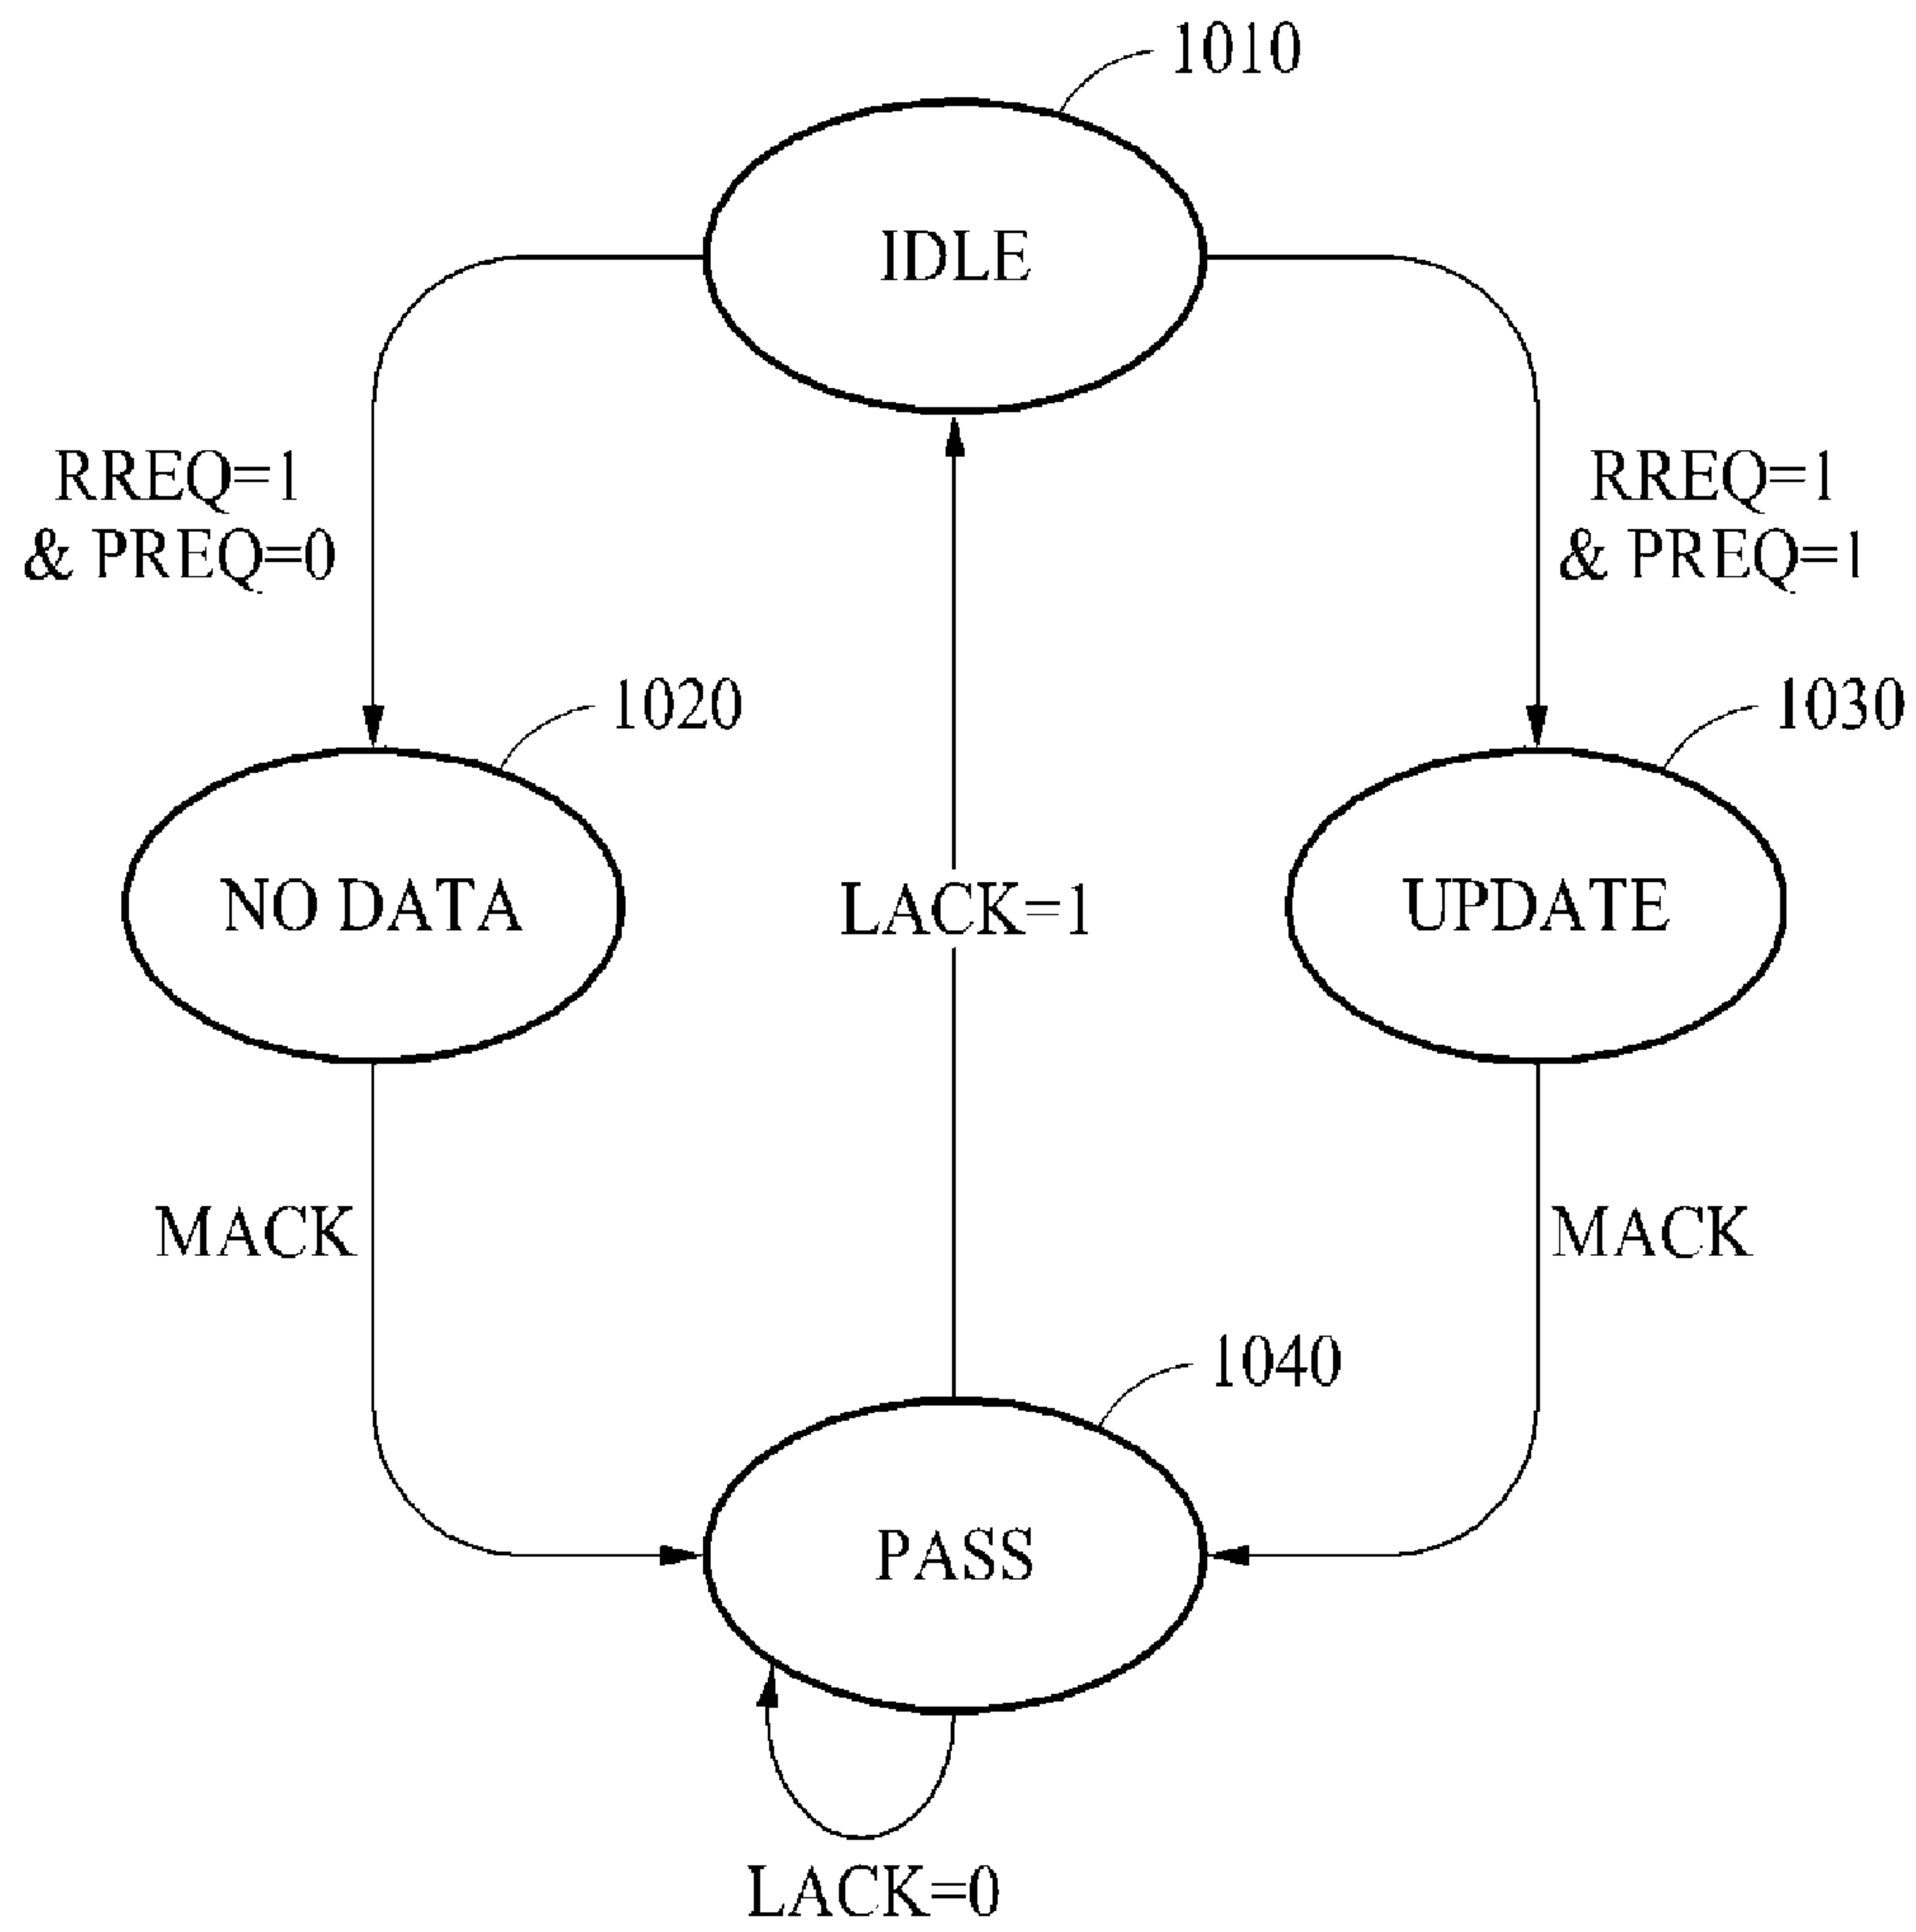 1010
IDLE
RREQ=1
& PREQ=0
RREQ=1
& PREQ=1
1020
1030
NO DATA
LACK=1
UPDATE
MACK
MACK
1040
PASS
LACK=0